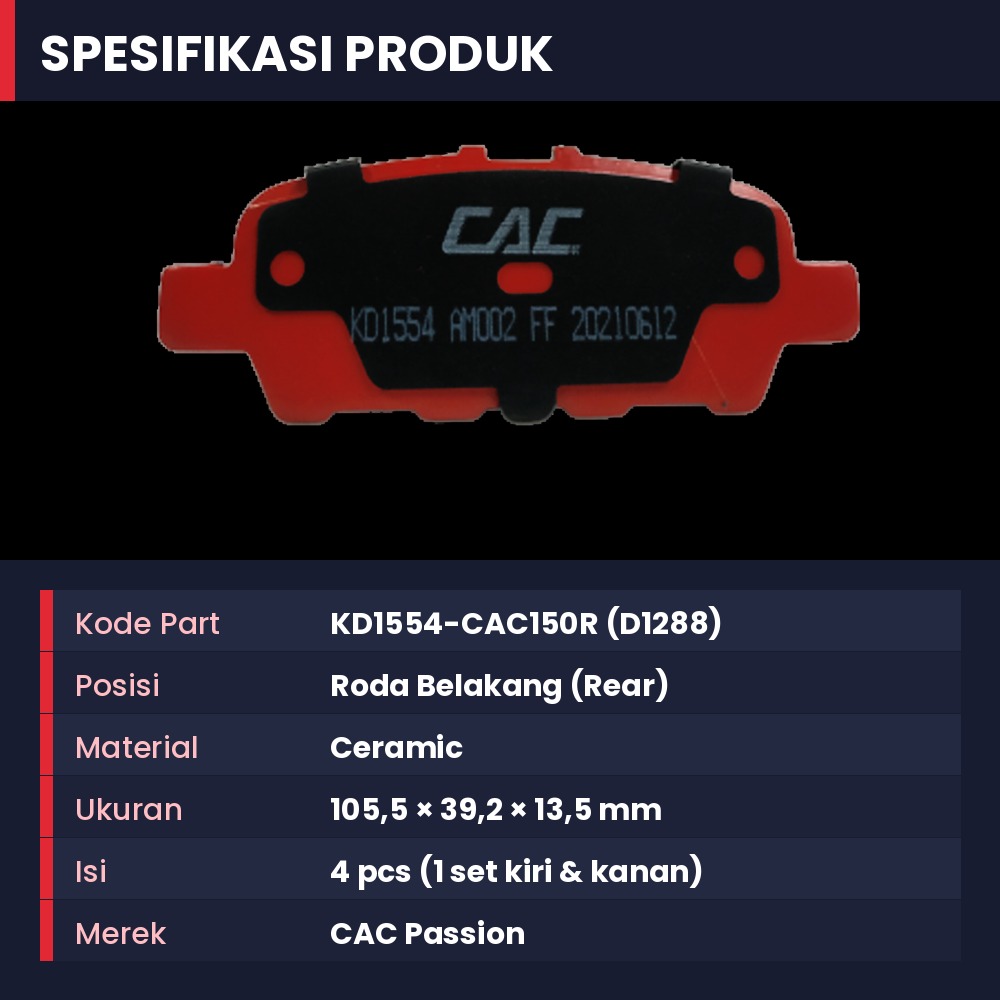 SPESIFIKASI PRODUK
CAC
KD1554 AM002 FF 20210612
Kode Part KD1554-CAC150R (D1288)
Posisi Roda Belakang (Rear)
Material Ceramic
Ukuran 105,5 × 39,2 × 13,5 mm
Isi 4 pcs (1 set kiri & kanan)
Merek CAC Passion